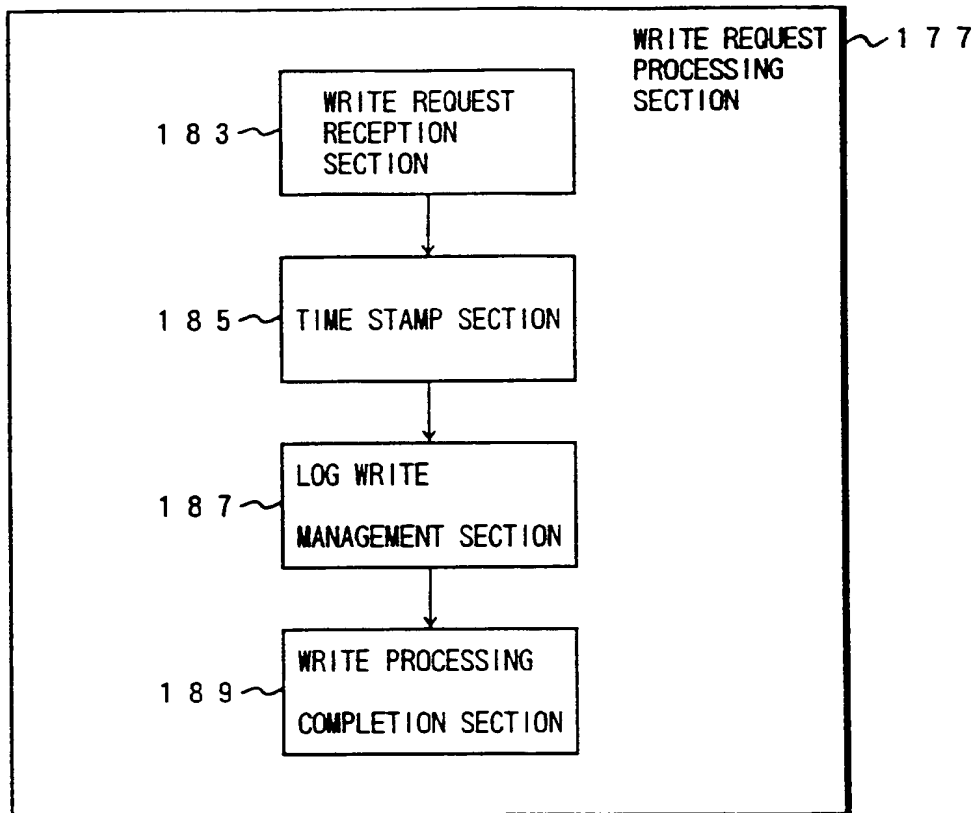 WRITE REQUEST
PROCESSING
SECTION
177
WRITE REQUEST
RECEPTION
SECTION
183
TIME STAMP SECTION
185
LOG WRITE
MANAGEMENT SECTION
187
WRITE PROCESSING
COMPLETION SECTION
189